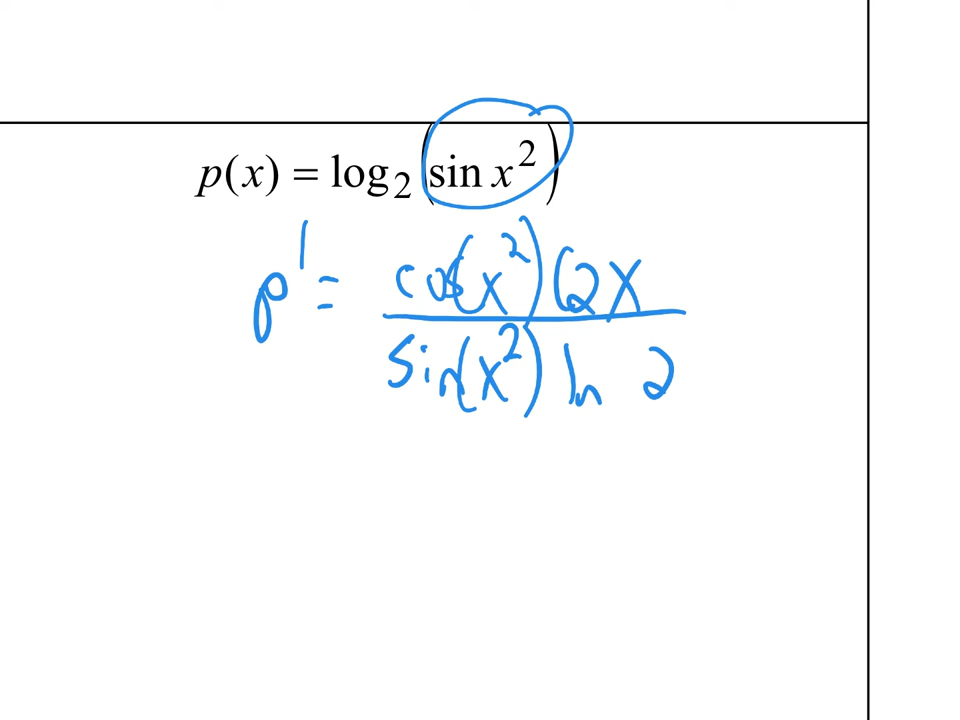 p(x) = log₂(sin x²)
p' = cos(x²)(2x
sin(x²) ln 2